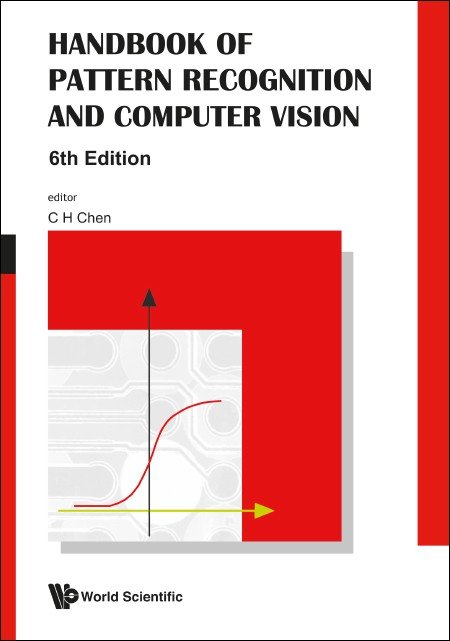 HANDBOOK OF
PATTERN RECOGNITION
AND COMPUTER VISION
6th Edition
editor
C H Chen
World Scientific